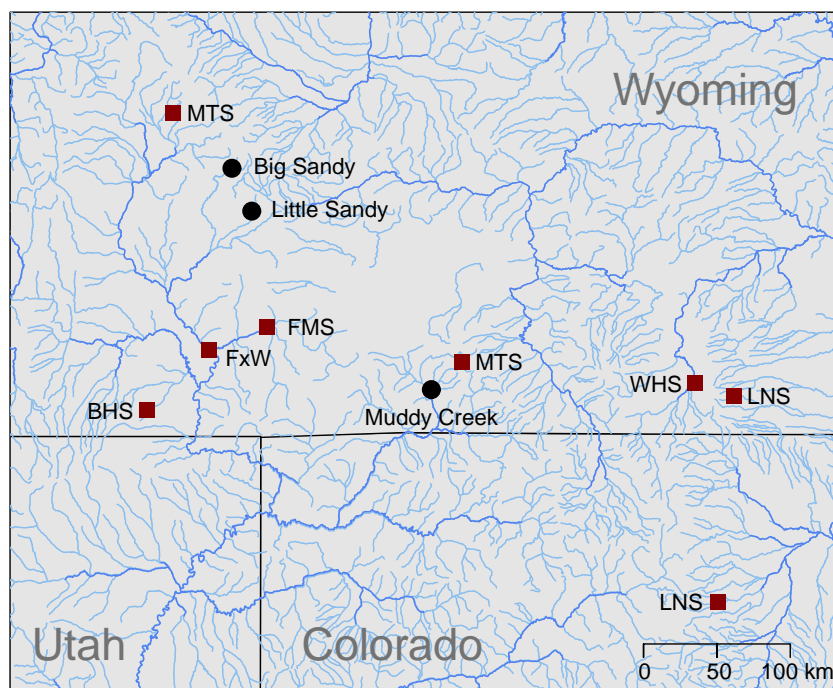 Wyoming
MTS
Big Sandy
Little Sandy
FMS
FxW
MTS
WHS
LNS
BHS
Muddy Creek
LNS
Utah
Colorado
0 50 100 km